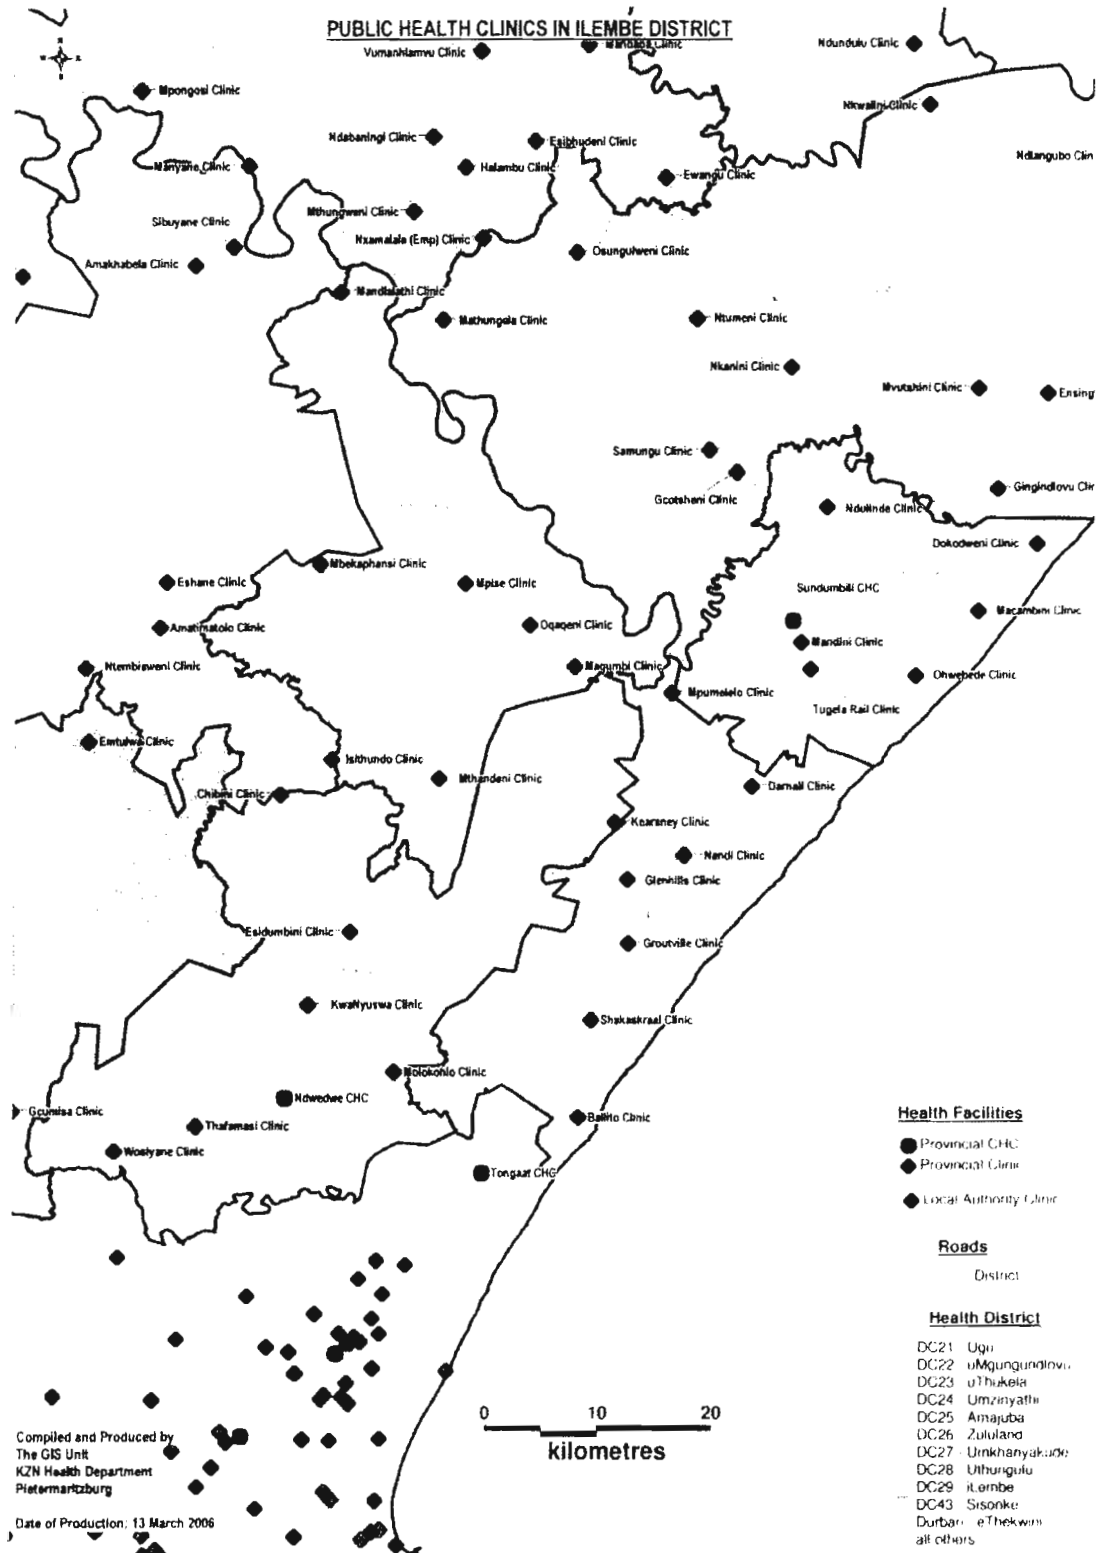 PUBLIC HEALTH CLINICS IN ILEMBE DISTRICT
N
W
E
S
Vumanhlamvu Clinic
Clinic
Ndundulu Clinic
Mpongosi Clinic
Nkwalini Clinic
Ndabaningi Clinic
Esibhudeni Clinic
Ndlangubo Clin
Manyane Clinic
Halambu Clinic
Ewangu Clinic
Mthungweni Clinic
Sibuyane Clinic
Nxamalala (Emp) Clinic
Osungulweni Clinic
Amakhabela Clinic
Mandlalathi Clinic
Mathungela Clinic
Ntumeni Clinic
Nkanini Clinic
Mvutshini Clinic
Ensing
Samungu Clinic
Gcotsheni Clinic
Gingindlovu Clin
Ndulinde Clinic
Dokodweni Clinic
Mbekaphansi Clinic
Eshane Clinic
Mpise Clinic
Sundumbili CHC
Macambini Clinic
Amatimatolo Clinic
Oqaqeni Clinic
Mandini Clinic
Ntembisweni Clinic
Maqumbi Clinic
Ohwebede Clinic
Mpumelelo Clinic
Tugela Rail Clinic
Emtulwa Clinic
Isithundo Clinic
Mthandeni Clinic
Darnall Clinic
Chibini Clinic
Kearsney Clinic
Nandi Clinic
Glenhills Clinic
Esidumbini Clinic
Groutville Clinic
KwaNyuswa Clinic
Shakaskraal Clinic
Molokohlo Clinic
Ndwedwe CHC
Gcumisa Clinic
Thafamasi Clinic
Ballito Clinic
Wosiyane Clinic
Tongaat CHC
Health Facilities
Provincial CHC
Provincial Clinic
Local Authority Clinic
Roads
District
Health District
DC21 Ugu
DC22 uMgungundlovu
DC23 uThukela
DC24 Umzinyathi
DC25 Amajuba
DC26 Zululand
DC27 Umkhanyakude
DC28 Uthungulu
DC29 iLembe
DC43 Sisonke
Durban eThekwini
all others
0 10 20
kilometres
Compiled and Produced by
The GIS Unit
KZN Health Department
Pietermaritzburg
Date of Production: 13 March 2006